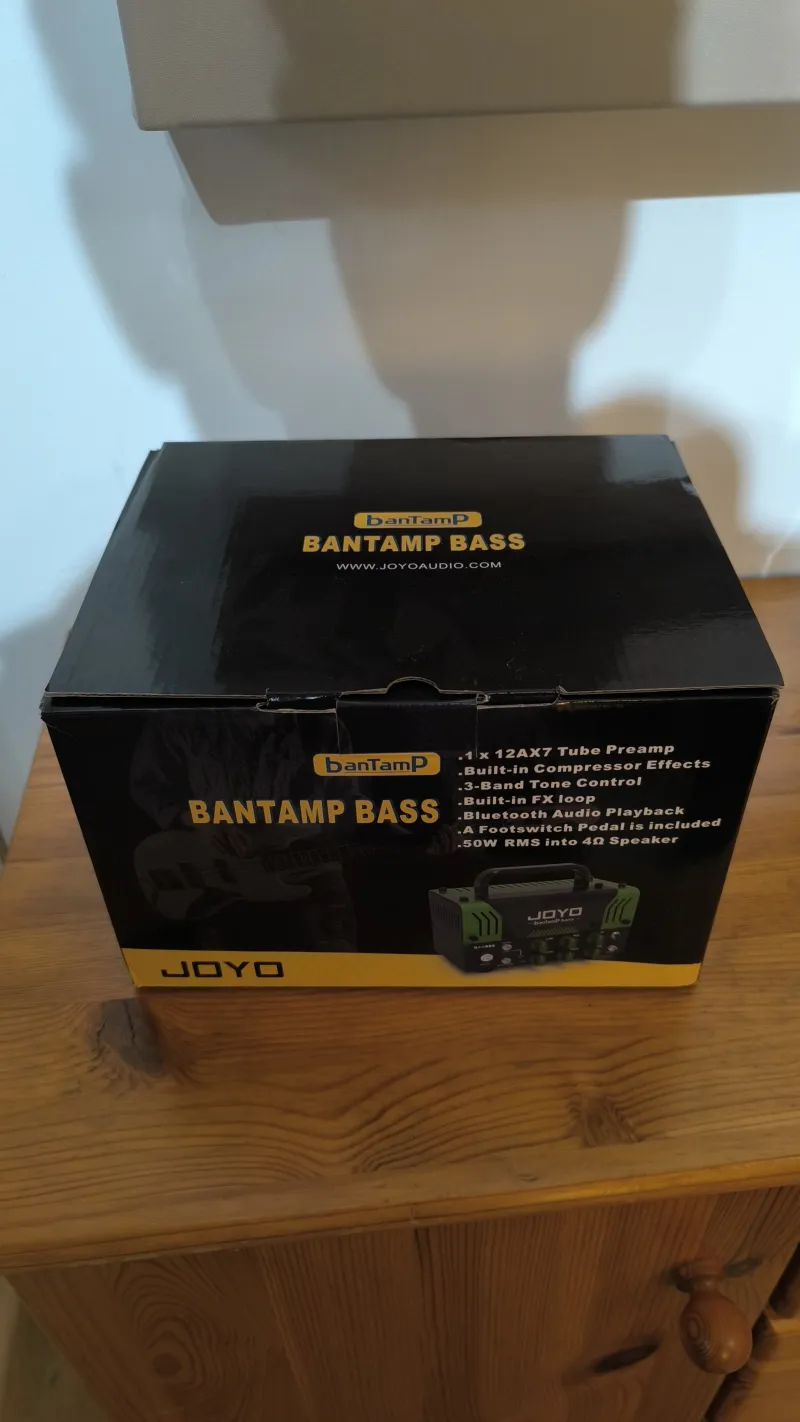 banTamP
BANTAMP BASS
WWW.JOYOAUDIO.COM
banTamP
BANTAMP BASS
.1 x 12AX7 Tube Preamp
.Built-in Compressor Effects
.3-Band Tone Control
.Built-in FX loop
.Bluetooth Audio Playback
.A Footswitch Pedal is included
.50W RMS into 4Ω Speaker
JOYO
JOYO